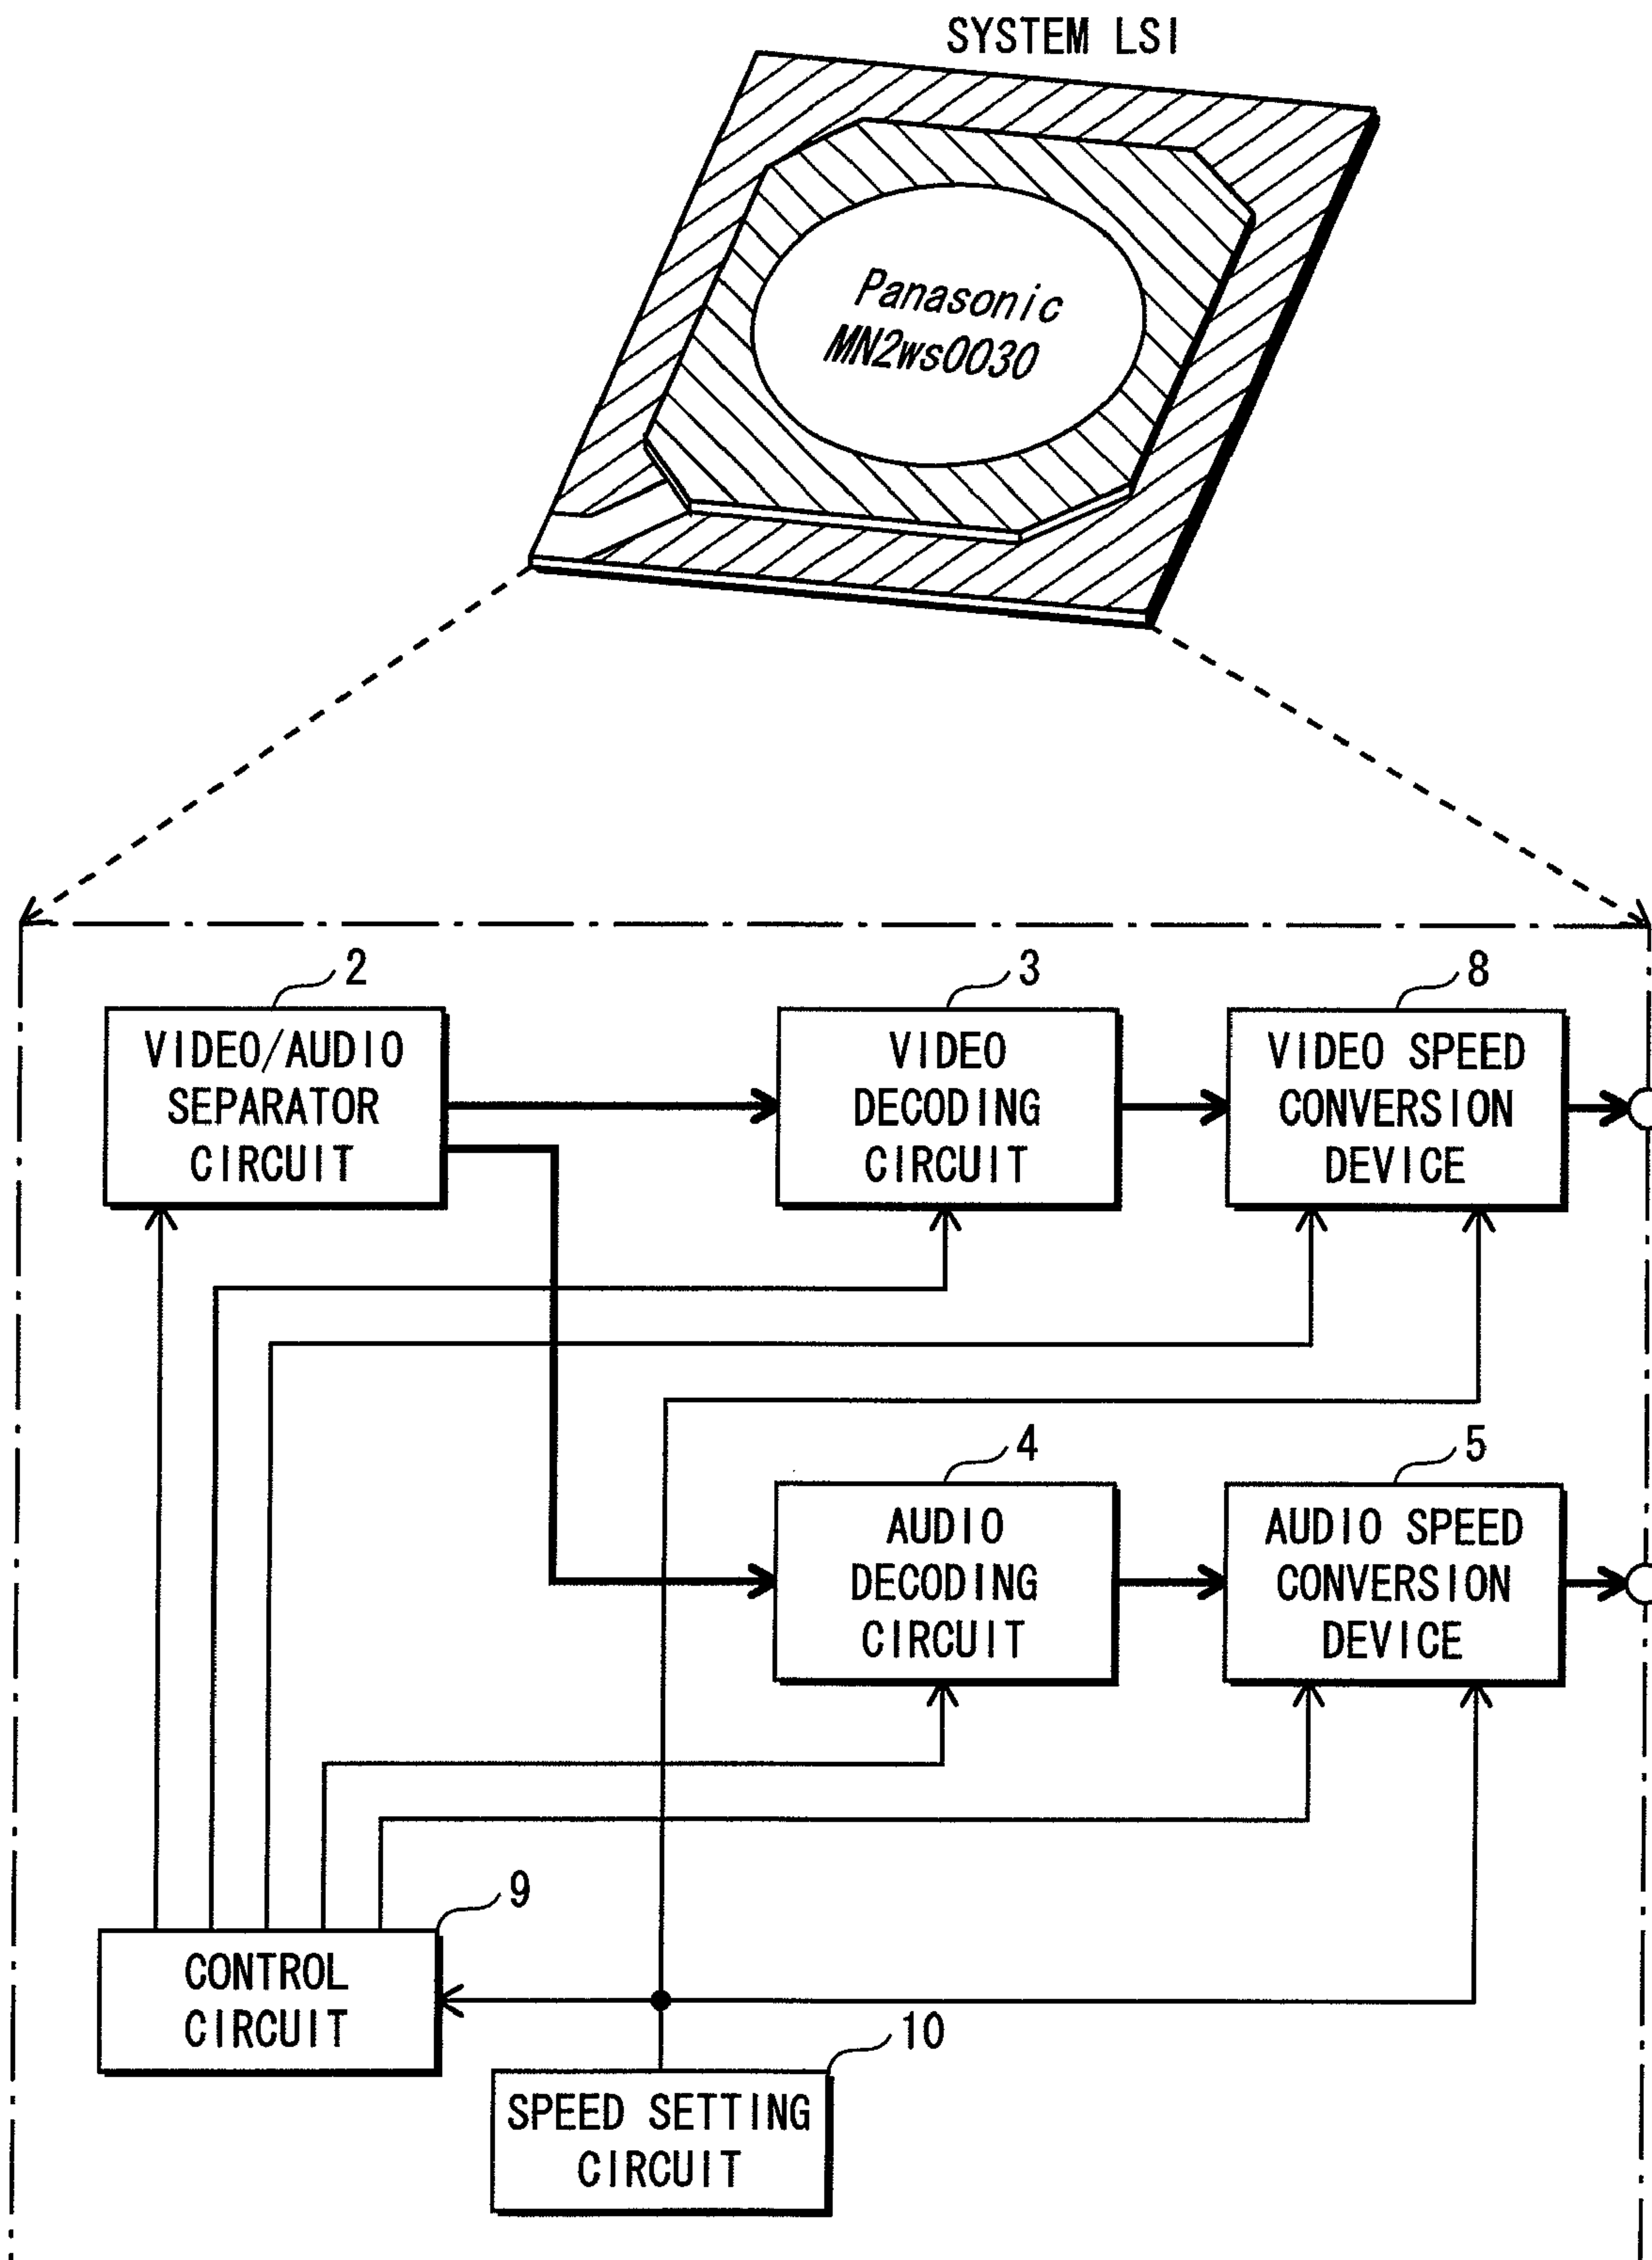 SYSTEM LSI
Panasonic
MN2ws0030
2
VIDEO/AUDIO
SEPARATOR
CIRCUIT
3
VIDEO
DECODING
CIRCUIT
8
VIDEO SPEED
CONVERSION
DEVICE
4
AUDIO
DECODING
CIRCUIT
5
AUDIO SPEED
CONVERSION
DEVICE
9
CONTROL
CIRCUIT
10
SPEED SETTING
CIRCUIT